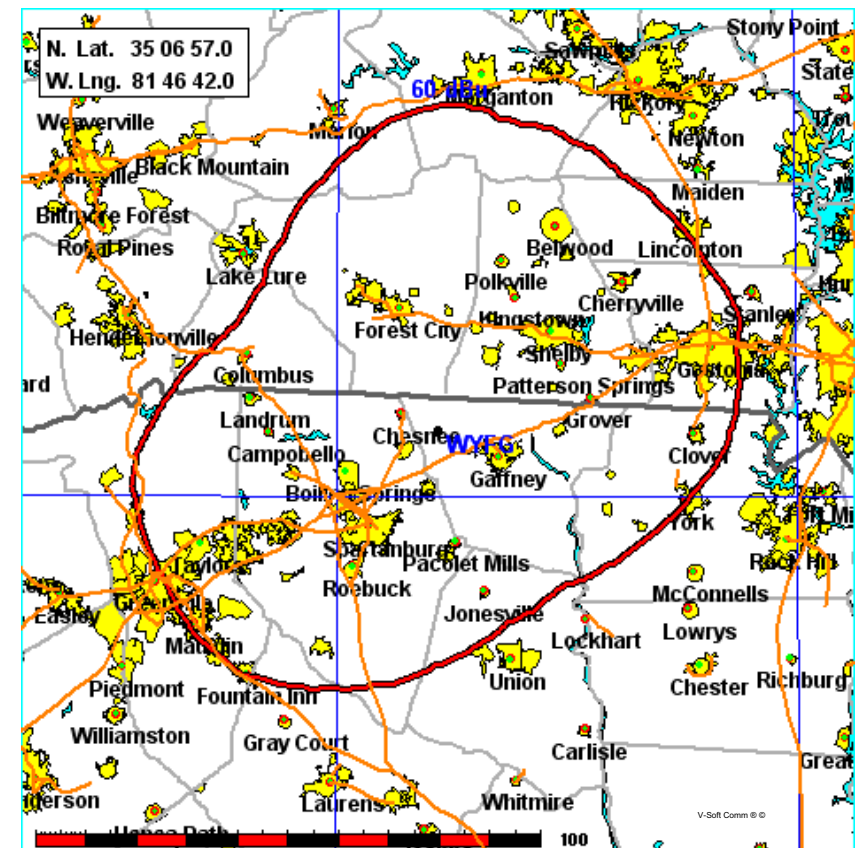 N. Lat. 35 06 57.0
W. Lng. 81 46 42.0
Stony Point
60 dBu
Morganton
Hickory
Newton
Weaverville
Marion
Black Mountain
Maiden
Biltmore Forest
Royal Pines
Belwood
Lincolnton
Lake Lure
Polkville
Cherryville
Stanley
Hendersonville
Forest City
Kingstown
Shelby
Gastonia
Columbus
Patterson Springs
Landrum
Grover
Chesnee
WYFG
Clover
Campobello
Gaffney
Boiling Springs
York
Spartanburg
Taylors
Pacolet Mills
Rock Hill
Roebuck
Easley
Greenville
McConnells
Jonesville
Lowrys
Lockhart
Mauldin
Piedmont
Fountain Inn
Union
Chester
Richburg
Williamston
Gray Court
Carlisle
Great
Laurens
Whitmire
V-Soft Comm ® ©
100